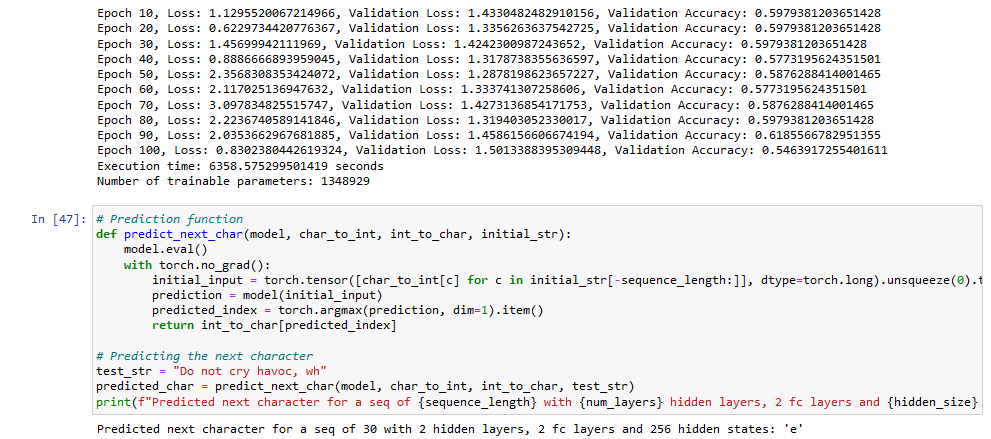 Epoch 10, Loss: 1.1295520067214966, Validation Loss: 1.4330482482910156, Validation Accuracy: 0.5979381203651428
Epoch 20, Loss: 0.6229734420776367, Validation Loss: 1.3356263637542725, Validation Accuracy: 0.5979381203651428
Epoch 30, Loss: 1.45699942111969, Validation Loss: 1.4242300987243652, Validation Accuracy: 0.5979381203651428
Epoch 40, Loss: 0.8886666893959045, Validation Loss: 1.3178738355636597, Validation Accuracy: 0.5773195624351501
Epoch 50, Loss: 2.3568308353424072, Validation Loss: 1.2878198623657227, Validation Accuracy: 0.5876288414001465
Epoch 60, Loss: 2.117025136947632, Validation Loss: 1.333741307258606, Validation Accuracy: 0.5773195624351501
Epoch 70, Loss: 3.097834825515747, Validation Loss: 1.4273136854171753, Validation Accuracy: 0.5876288414001465
Epoch 80, Loss: 2.2236740589141846, Validation Loss: 1.319403052330017, Validation Accuracy: 0.5979381203651428
Epoch 90, Loss: 2.0353662967681885, Validation Loss: 1.4586156606674194, Validation Accuracy: 0.6185566782951355
Epoch 100, Loss: 0.8302380442619324, Validation Loss: 1.5013388395309448, Validation Accuracy: 0.5463917255401611
Execution time: 6358.575299501419 seconds
Number of trainable parameters: 1348929
In [47]: # Prediction function
def predict_next_char(model, char_to_int, int_to_char, initial_str):
    model.eval()
    with torch.no_grad():
        initial_input = torch.tensor([char_to_int[c] for c in initial_str[-sequence_length:]], dtype=torch.long).unsqueeze(0).t
        prediction = model(initial_input)
        predicted_index = torch.argmax(prediction, dim=1).item()
        return int_to_char[predicted_index]
# Predicting the next character
test_str = "Do not cry havoc, wh"
predicted_char = predict_next_char(model, char_to_int, int_to_char, test_str)
print(f"Predicted next character for a seq of {sequence_length} with {num_layers} hidden layers, 2 fc layers and {hidden_size}
Predicted next character for a seq of 30 with 2 hidden layers, 2 fc layers and 256 hidden states: 'e'